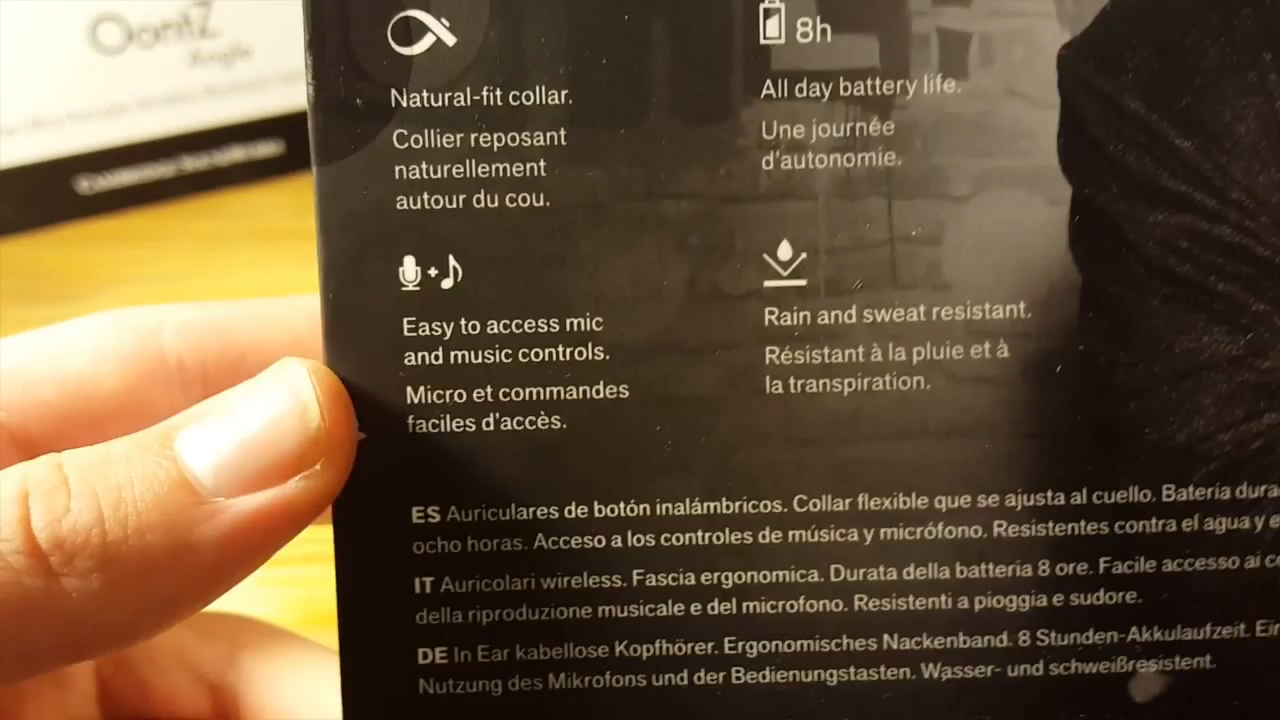 OontZ
Angle
Natural-fit collar.
Collier reposant
naturellement
autour du cou.
8h
All day battery life.
Une journée
d'autonomie.
Easy to access mic
and music controls.
Micro et commandes
faciles d'accès.
Rain and sweat resistant.
Résistant à la pluie et à
la transpiration.
ES Auriculares de botón inalámbricos. Collar flexible que se ajusta al cuello. Batería dura
ocho horas. Acceso a los controles de música y micrófono. Resistentes contra el agua y e
IT Auricolari wireless. Fascia ergonomica. Durata della batteria 8 ore. Facile accesso ai c
della riproduzione musicale e del microfono. Resistenti a pioggia e sudore.
DE In Ear kabellose Kopfhörer. Ergonomisches Nackenband. 8 Stunden-Akkulaufzeit. Ein
Nutzung des Mikrofons und der Bedienungstasten. Wasser- und schweißresistent.